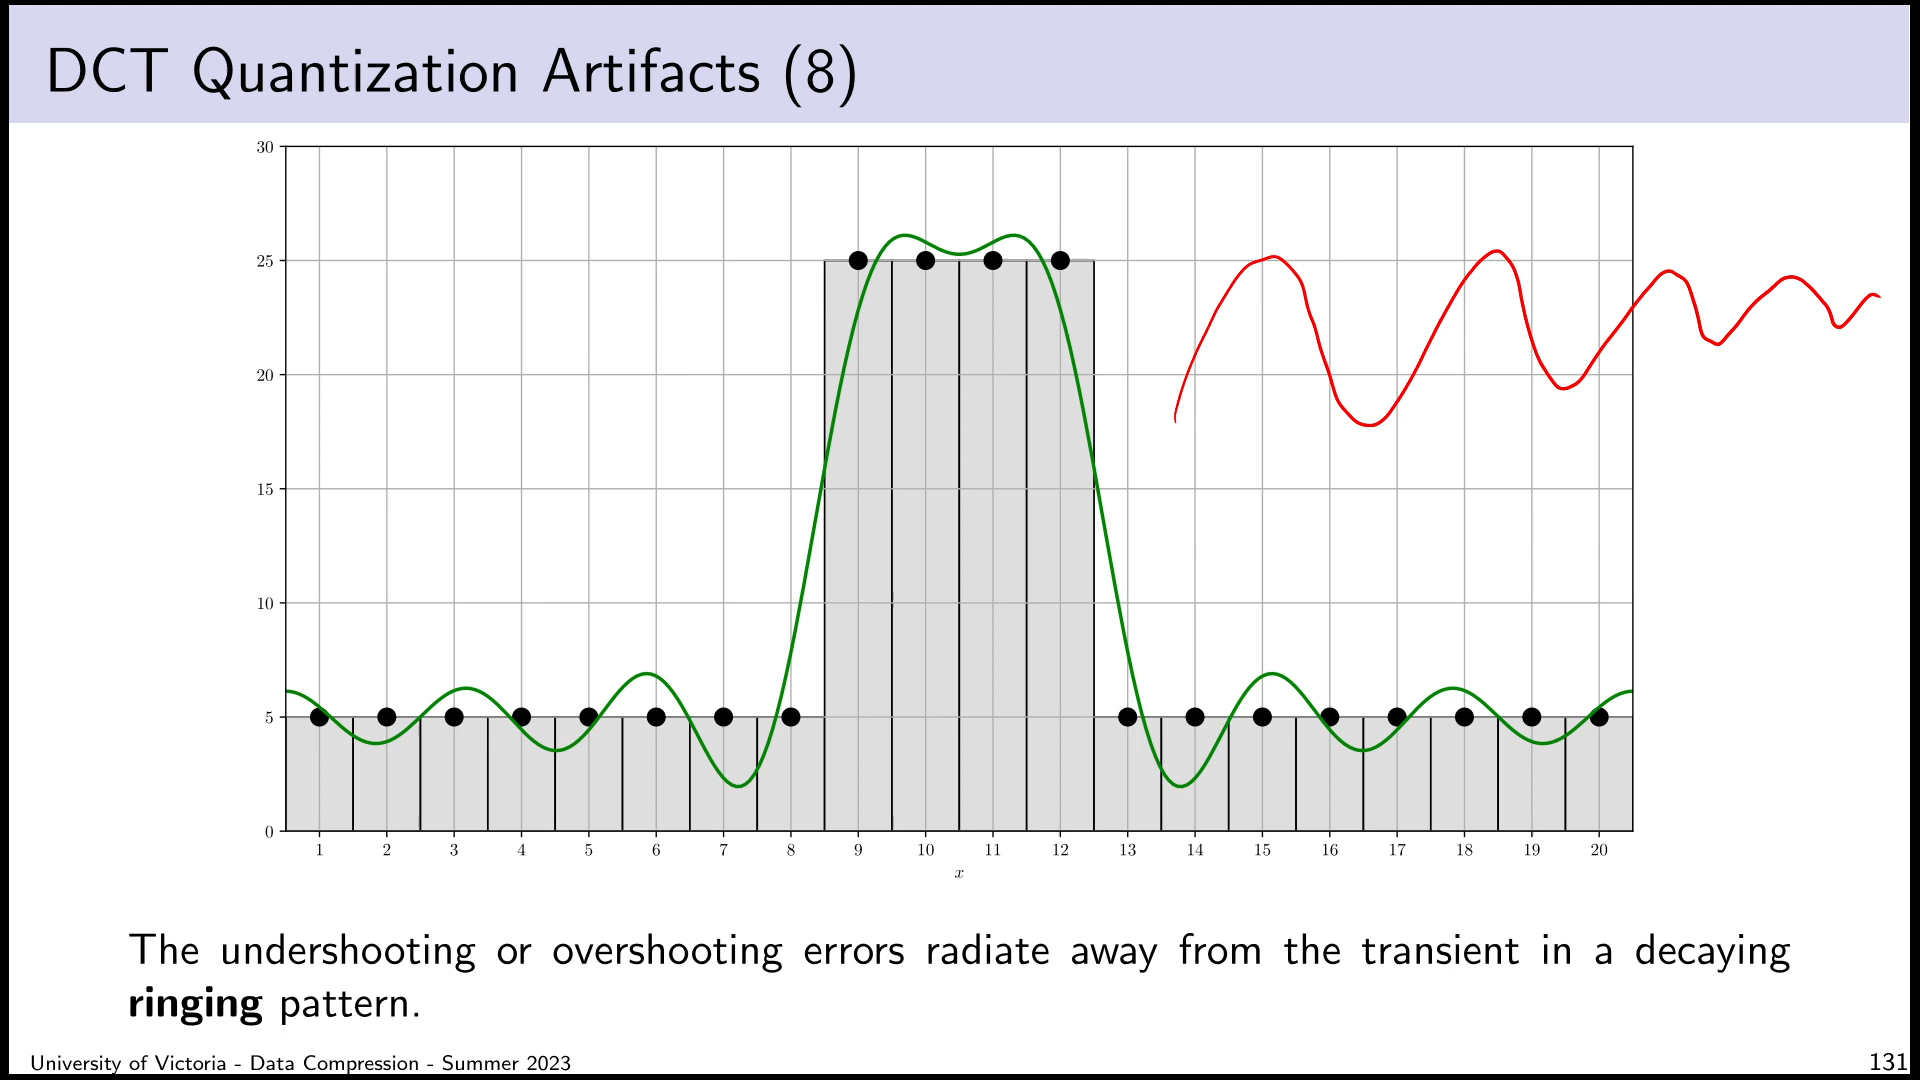 DCT Quantization Artifacts (8)
30
25
20
15
10
5
0
1 2 3 4 5 6 7 8 9 10 11 12 13 14 15 16 17 18 19 20
x
The undershooting or overshooting errors radiate away from the transient in a decaying
ringing pattern.
University of Victoria - Data Compression - Summer 2023 131